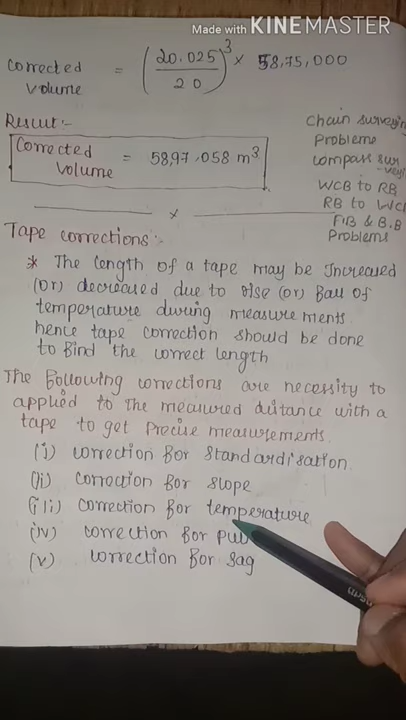 Made with KINEMASTER
Corrected volume = (20.025 / 20)³ × 58,75,000
Result:-
Corrected Volume = 58,97,058 m³
Chain surveying
Problems
compass sur
-veying
WCB to RB
RB to WCB
F.B & B.B
Problems
x
Tape corrections:-
* The length of a tape may be Increased
(or) decreased due to rise (or) fall of
temperature during measurements.
hence tape correction should be done
to find the correct length
The following corrections are necessity to
applied to the measured distance with a
tape to get Precise measurements.
(i) correction for standardisation.
(ii) correction for slope
(iii) correction for temperature
(iv) correction for pull
(v) correction for sag